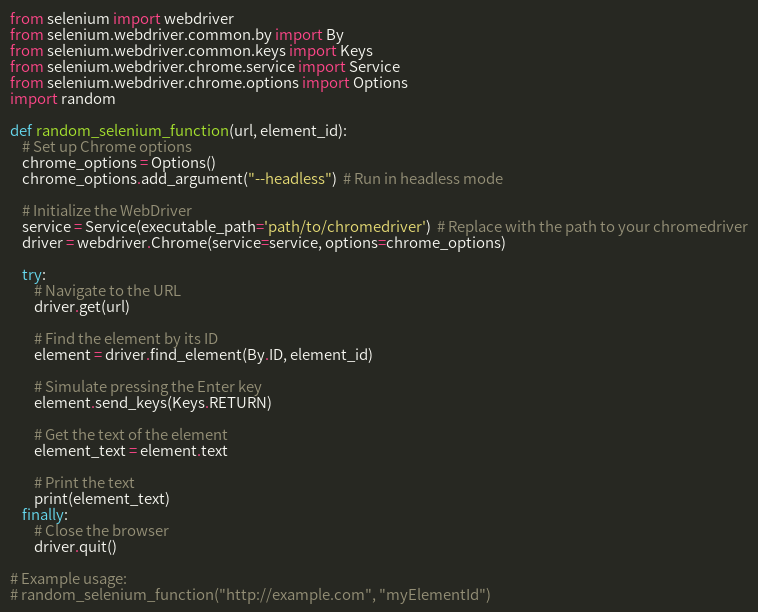 from selenium import webdriver
from selenium.webdriver.common.by import By
from selenium.webdriver.common.keys import Keys
from selenium.webdriver.chrome.service import Service
from selenium.webdriver.chrome.options import Options
import random

def random_selenium_function(url, element_id):
    # Set up Chrome options
    chrome_options = Options()
    chrome_options.add_argument("--headless")  # Run in headless mode

    # Initialize the WebDriver
    service = Service(executable_path='path/to/chromedriver')  # Replace with the path to your chromedriver
    driver = webdriver.Chrome(service=service, options=chrome_options)

    try:
        # Navigate to the URL
        driver.get(url)

        # Find the element by its ID
        element = driver.find_element(By.ID, element_id)

        # Simulate pressing the Enter key
        element.send_keys(Keys.RETURN)

        # Get the text of the element
        element_text = element.text

        # Print the text
        print(element_text)
    finally:
        # Close the browser
        driver.quit()

# Example usage:
# random_selenium_function("http://example.com", "myElementId")